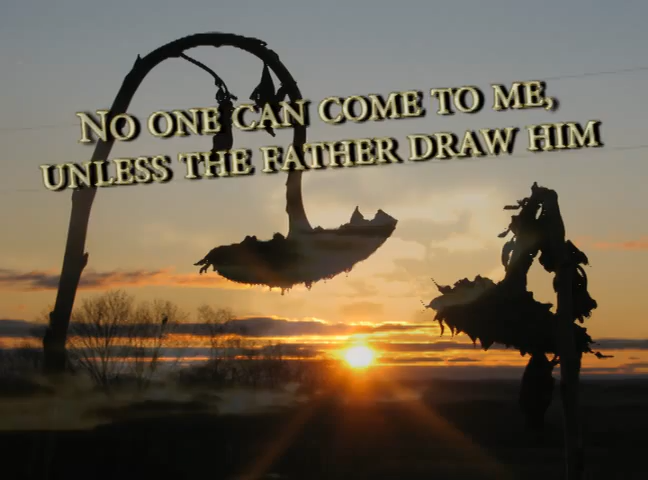 No one can come to me,
unless the Father draw him